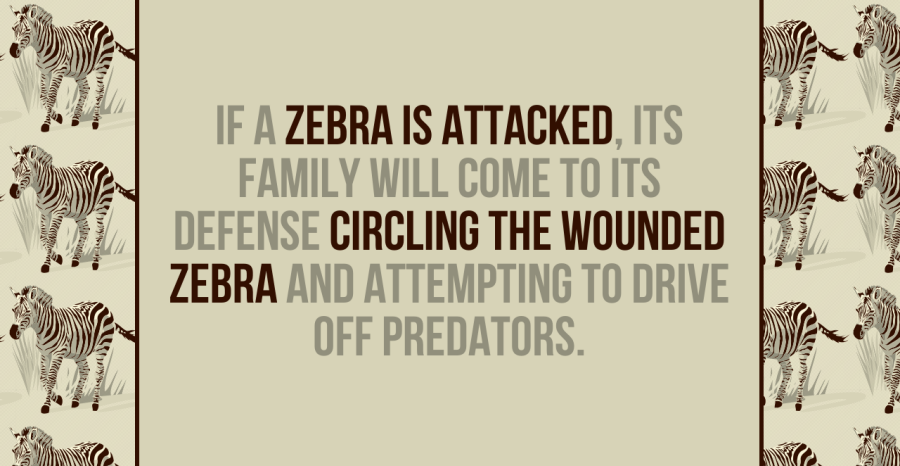 IF A ZEBRA IS ATTACKED, ITS
FAMILY WILL COME TO ITS
DEFENSE CIRCLING THE WOUNDED
ZEBRA AND ATTEMPTING TO DRIVE
OFF PREDATORS.